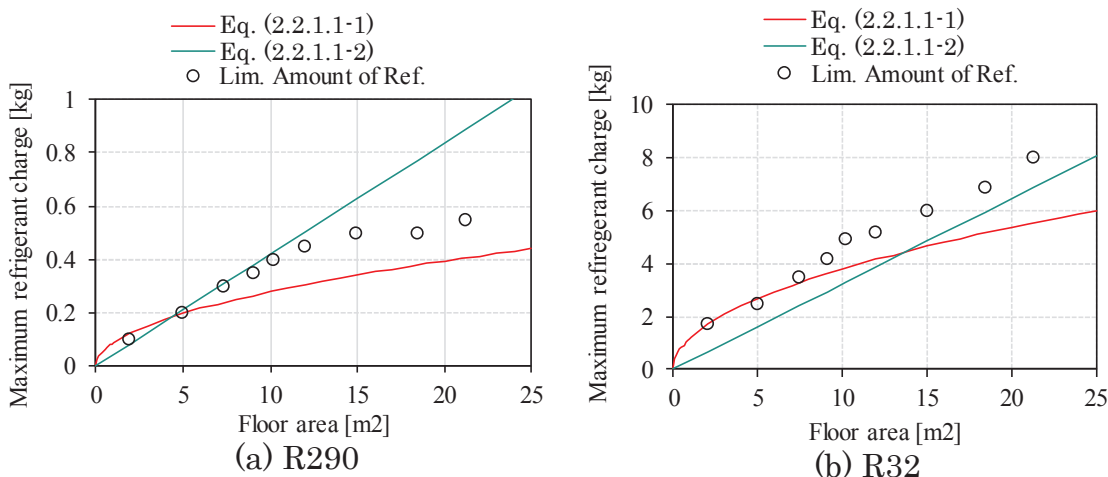 Eq. (2.2.1.1-1)
Eq. (2.2.1.1-2)
Lim. Amount of Ref.
Maximum refrigerant charge [kg]
1
0.8
0.6
0.4
0.2
0
0 5 10 15 20 25
Floor area [m2]
(a) R290
Eq. (2.2.1.1-1)
Eq. (2.2.1.1-2)
Lim. Amount of Ref.
Maximum refiregerant charge [kg]
10
8
6
4
2
0
0 5 10 15 20 25
Floor area [m2]
(b) R32